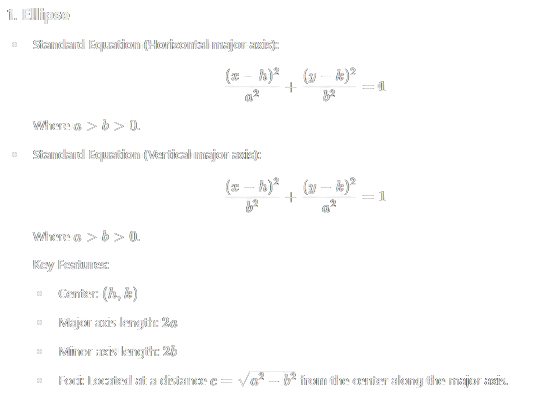 1. Ellipse
Standard Equation (Horizontal major axis):
(x − h)²/a² + (y − k)²/b² = 1
Where a > b > 0.
Standard Equation (Vertical major axis):
(x − h)²/b² + (y − k)²/a² = 1
Where a > b > 0.
Key Features:
Center: (h, k)
Major axis length: 2a
Minor axis length: 2b
Foci: Located at a distance c = √(a² − b²) from the center along the major axis.